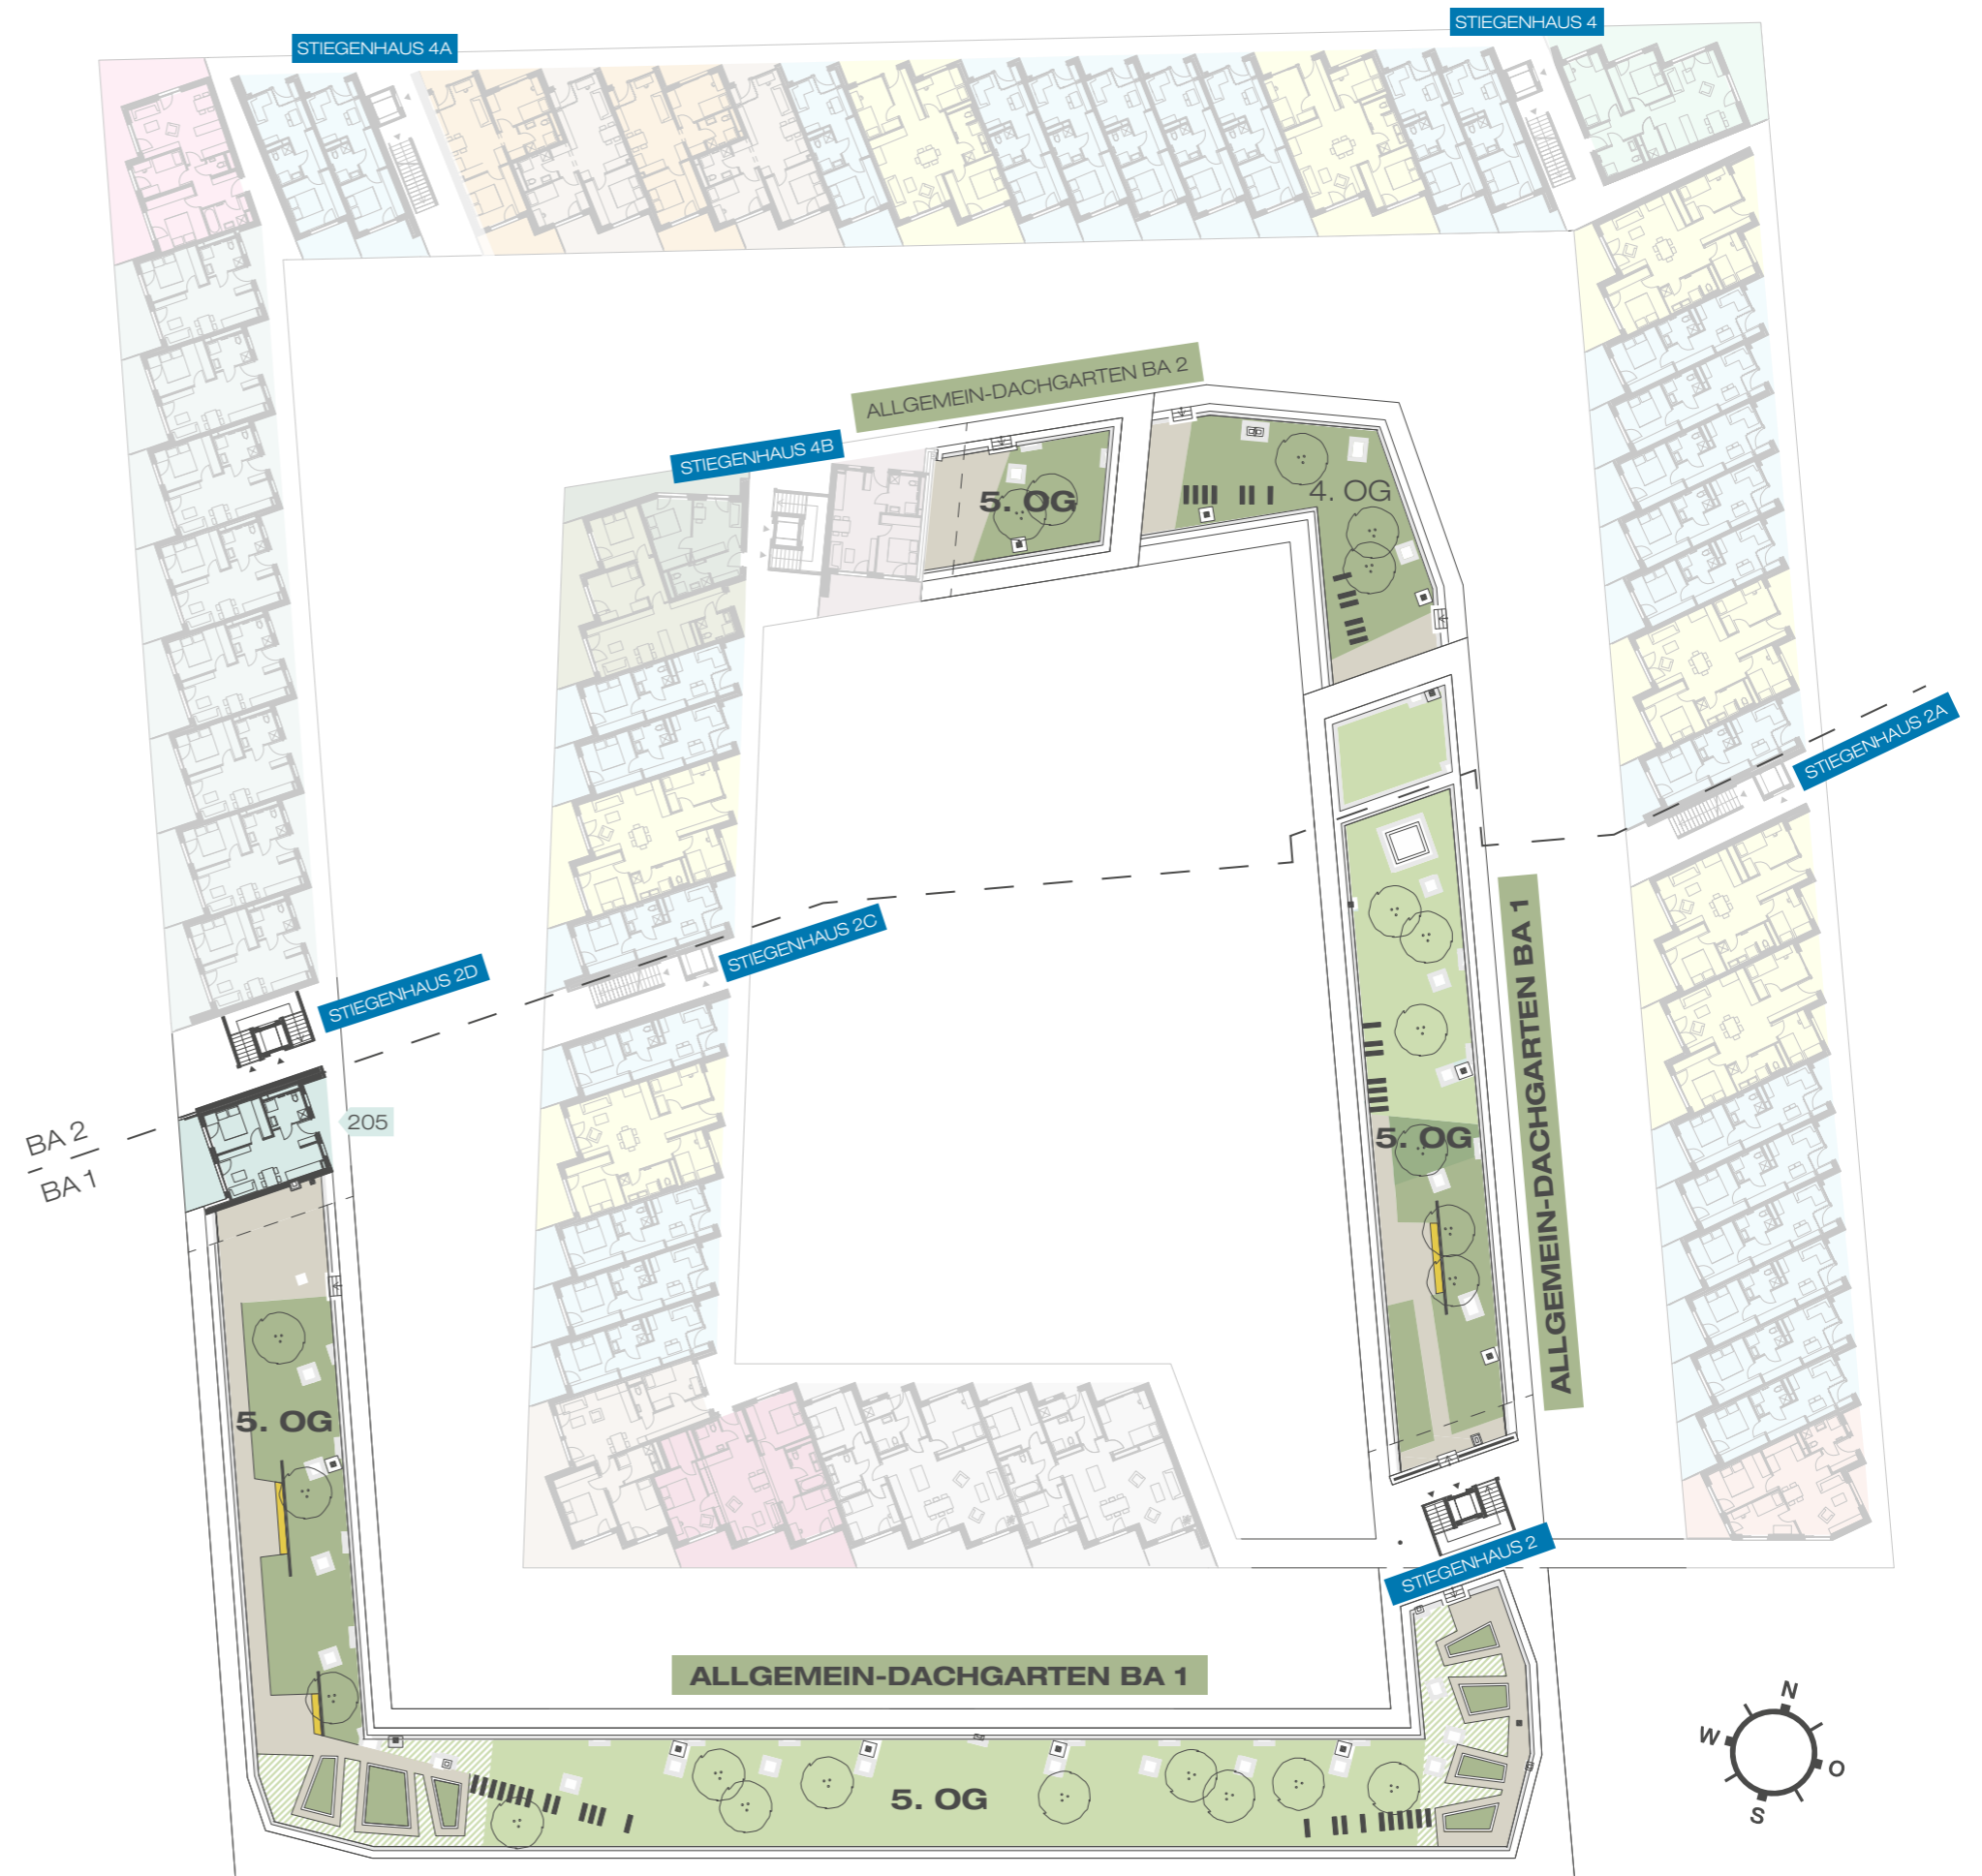 STIEGENHAUS 4
STIEGENHAUS 4A
ALLGEMEIN-DACHGARTEN BA 2
STIEGENHAUS 4B
4. OG
5. OG
STIEGENHAUS 2A
STIEGENHAUS 2C
STIEGENHAUS 2D
205
BA 2
BA 1
5. OG
ALLGEMEIN-DACHGARTEN BA 1
5. OG
STIEGENHAUS 2
ALLGEMEIN-DACHGARTEN BA 1
5. OG
N
W
O
S